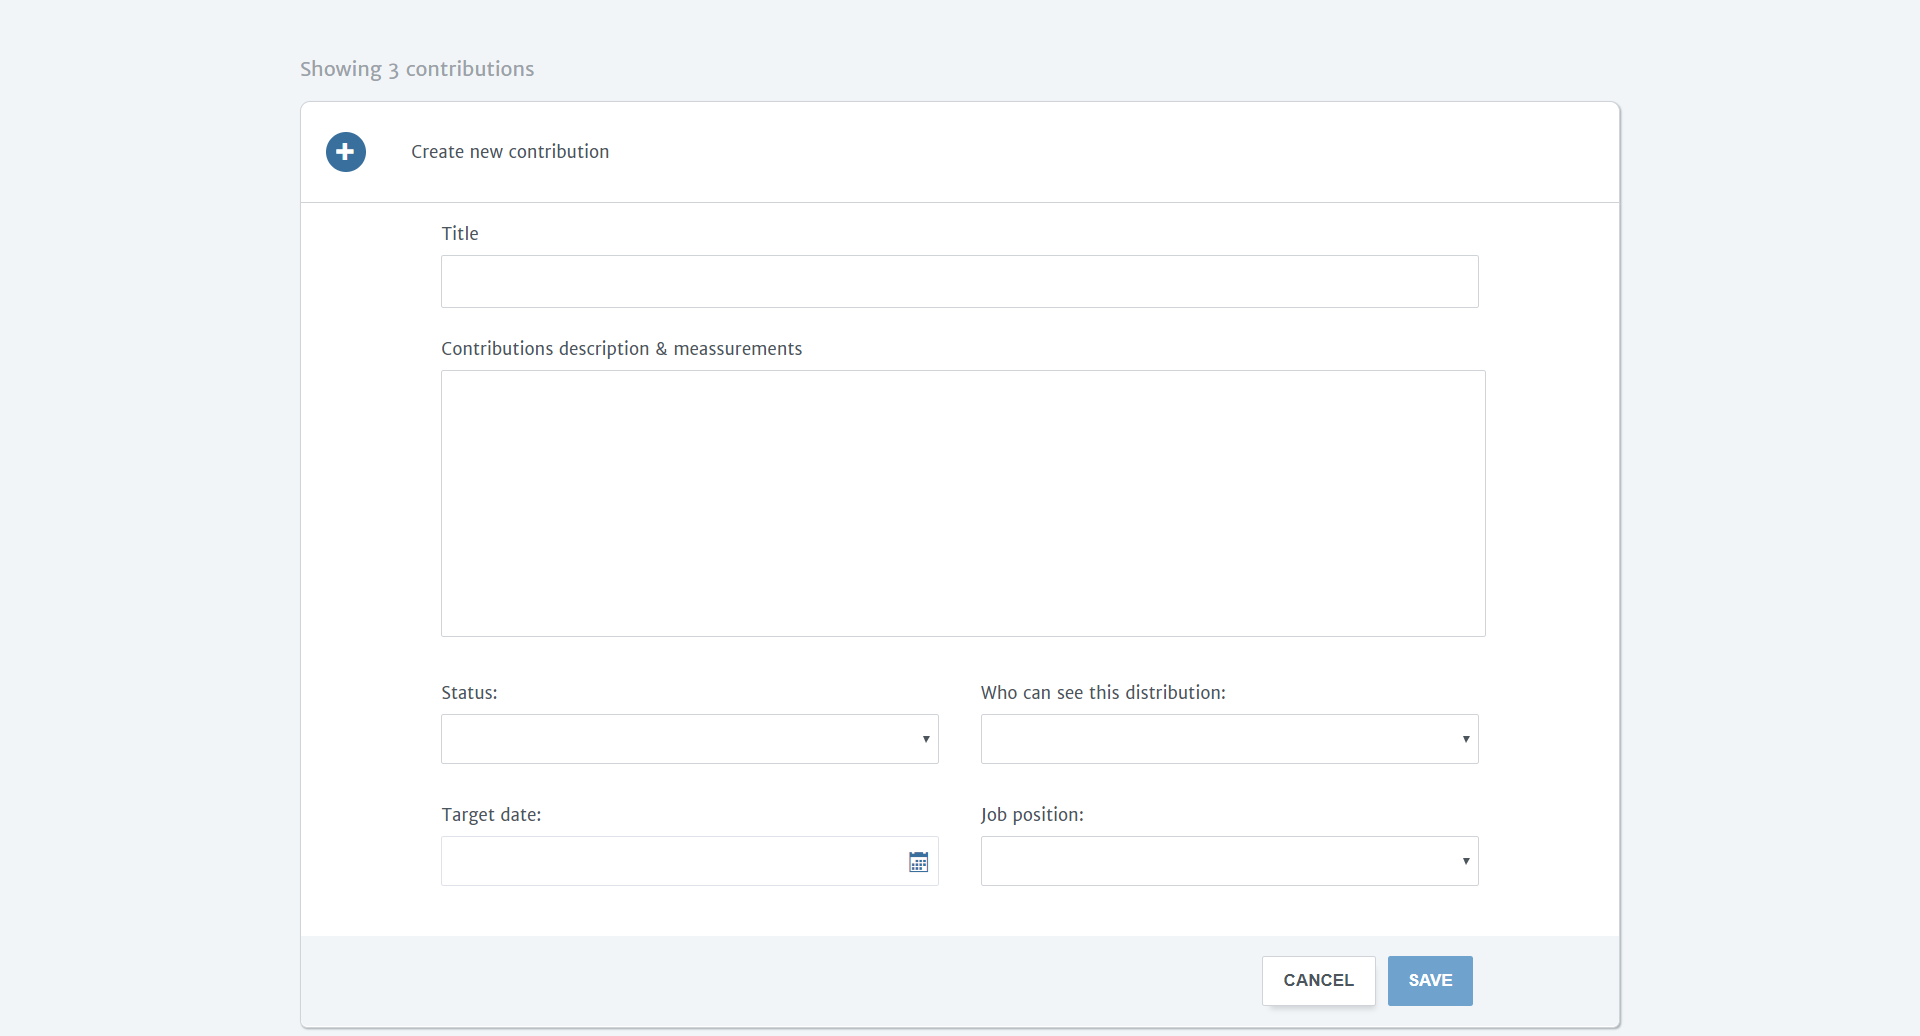 Showing 3 contributions
Create new contribution
Title
Contributions description & meassurements
Status:
Who can see this distribution:
Target date:
Job position:
CANCEL
SAVE